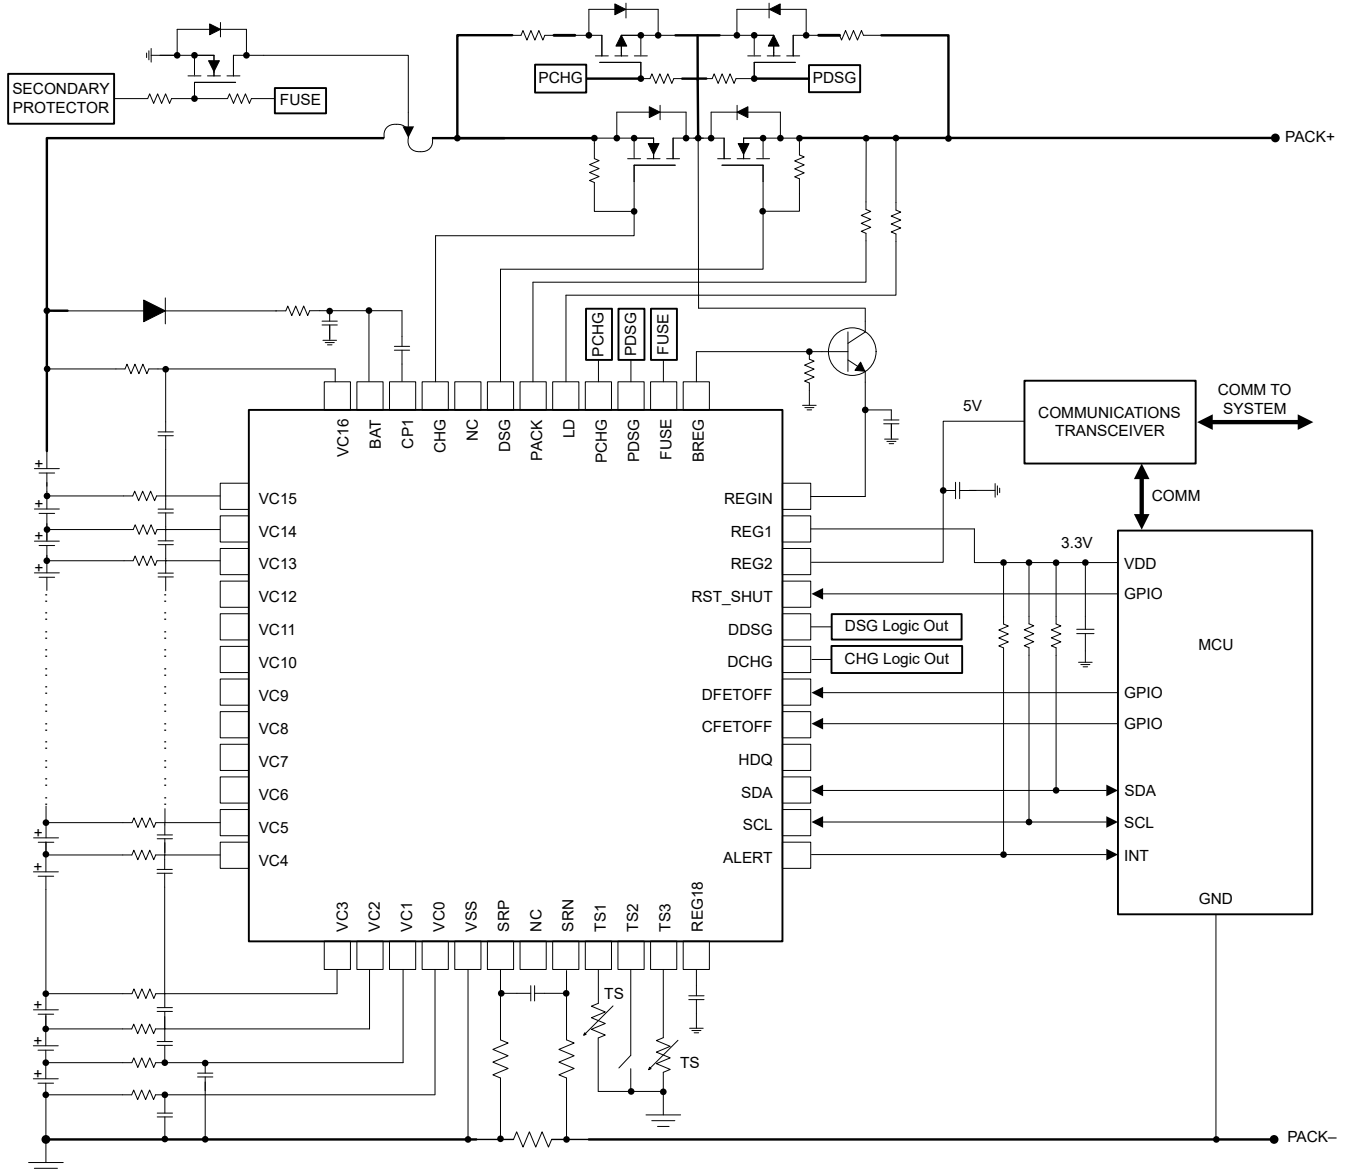 PCHG
PDSG
SECONDARY
PROTECTOR
FUSE
PACK+
PCHG
PDSG
FUSE
5V
COMMUNICATIONS
TRANSCEIVER
COMM TO
SYSTEM
COMM
VC16
BAT
CP1
CHG
NC
DSG
PACK
LD
PCHG
PDSG
FUSE
BREG
+
VC15
REGIN
+
VC14
REG1
+
3.3V
VC13
REG2
VDD
+
VC12
RST_SHUT
GPIO
VC11
DDSG
DSG Logic Out
MCU
VC10
DCHG
CHG Logic Out
VC9
DFETOFF
GPIO
VC8
CFETOFF
GPIO
VC7
HDQ
VC6
SDA
SDA
VC5
SCL
SCL
+
VC4
ALERT
INT
+
GND
VC3
VC2
VC1
VC0
VSS
SRP
NC
SRN
TS1
TS2
TS3
REG18
TS
+
+
TS
+
PACK–